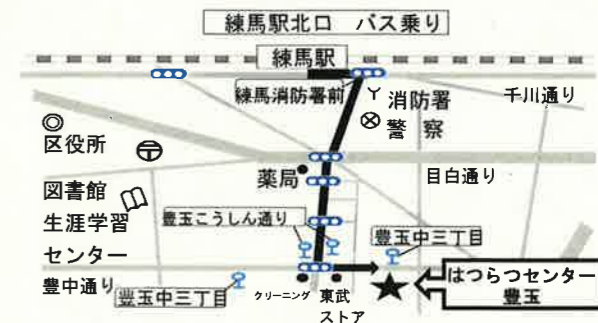 練馬駅北口　バス乗り
練馬駅
練馬消防署前
消防署
千川通り
警　察
区役所
薬局
目白通り
図書館
生涯学習
センター
豊玉こうしん通り
豊玉中三丁目
豊中通り
豊玉中三丁目
クリーニング
東武
ストア
はつらつセンター
豊玉